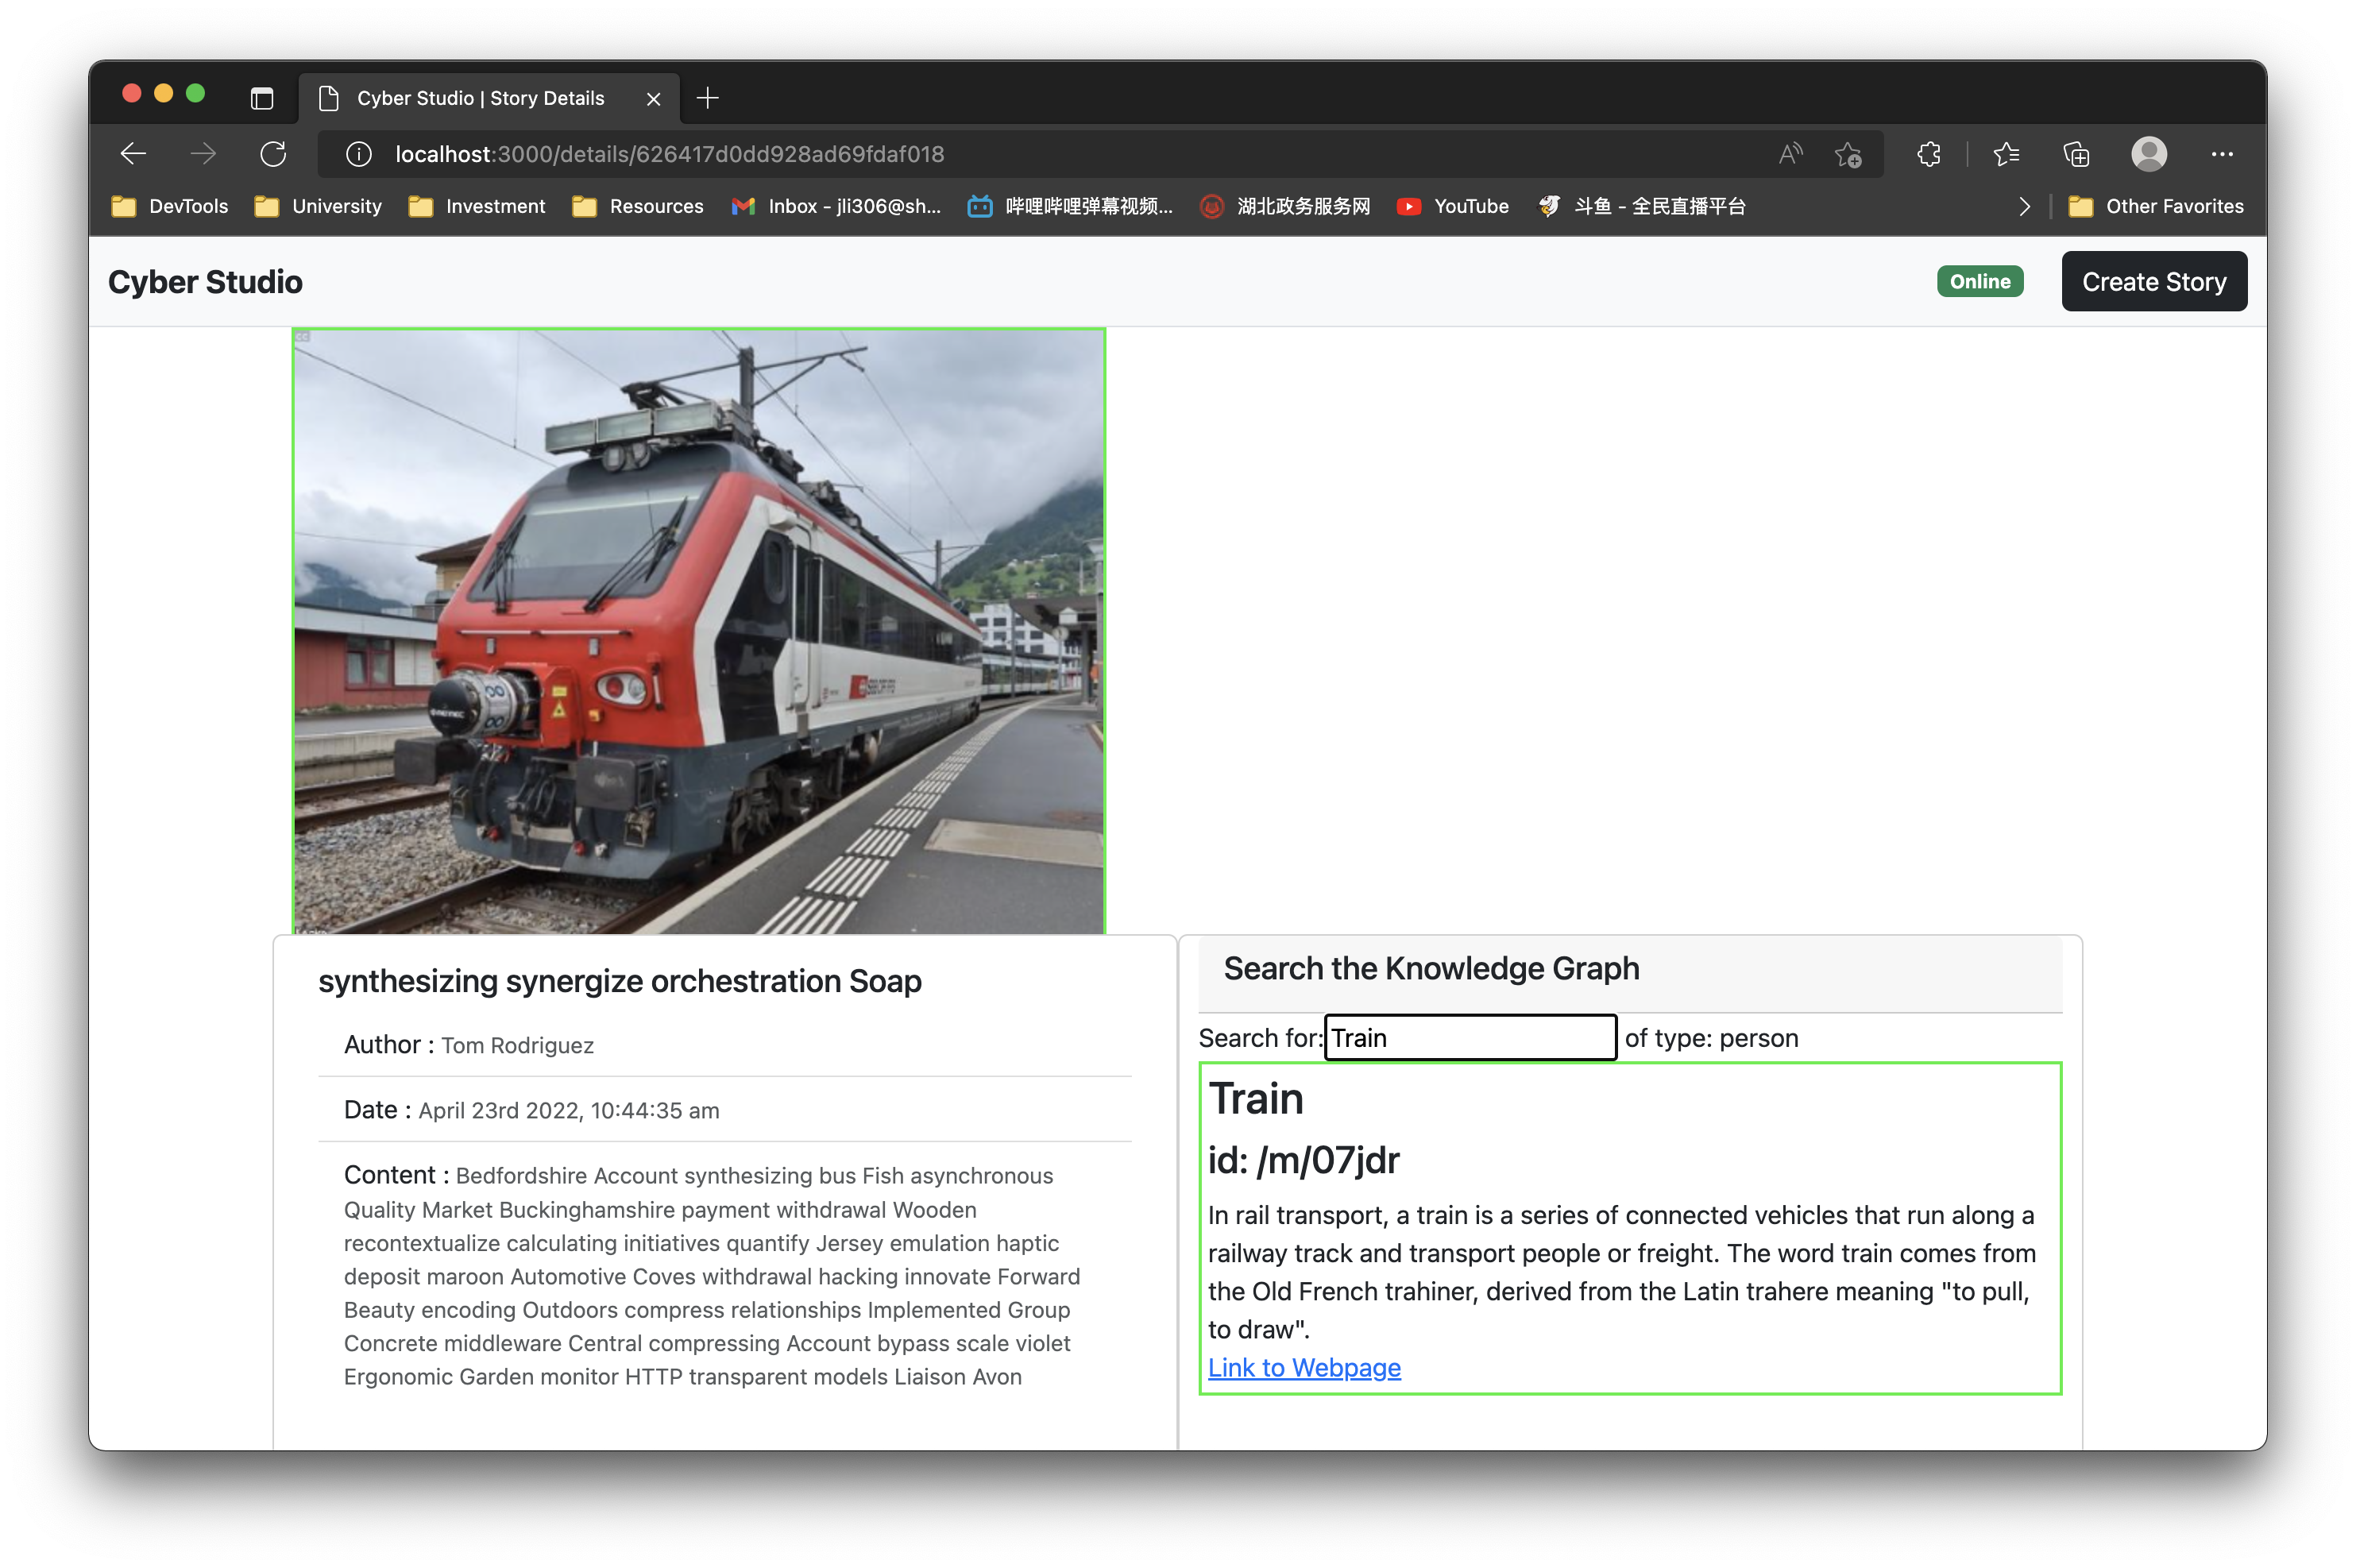 Cyber Studio | Story Details
localhost:3000/details/626417d0dd928ad69fdaf018
DevTools University Investment Resources Inbox - jli306@sh... 哔哩哔哩弹幕视频... 湖北政务服务网 YouTube 斗鱼 - 全民直播平台 Other Favorites
Cyber Studio Online Create Story
synthesizing synergize orchestration Soap
Author : Tom Rodriguez
Date : April 23rd 2022, 10:44:35 am
Content : Bedfordshire Account synthesizing bus Fish asynchronous
Quality Market Buckinghamshire payment withdrawal Wooden
recontextualize calculating initiatives quantify Jersey emulation haptic
deposit maroon Automotive Coves withdrawal hacking innovate Forward
Beauty encoding Outdoors compress relationships Implemented Group
Concrete middleware Central compressing Account bypass scale violet
Ergonomic Garden monitor HTTP transparent models Liaison Avon
Search the Knowledge Graph
Search for: Train of type: person
Train
id: /m/07jdr
In rail transport, a train is a series of connected vehicles that run along a
railway track and transport people or freight. The word train comes from
the Old French trahiner, derived from the Latin trahere meaning "to pull,
to draw".
Link to Webpage